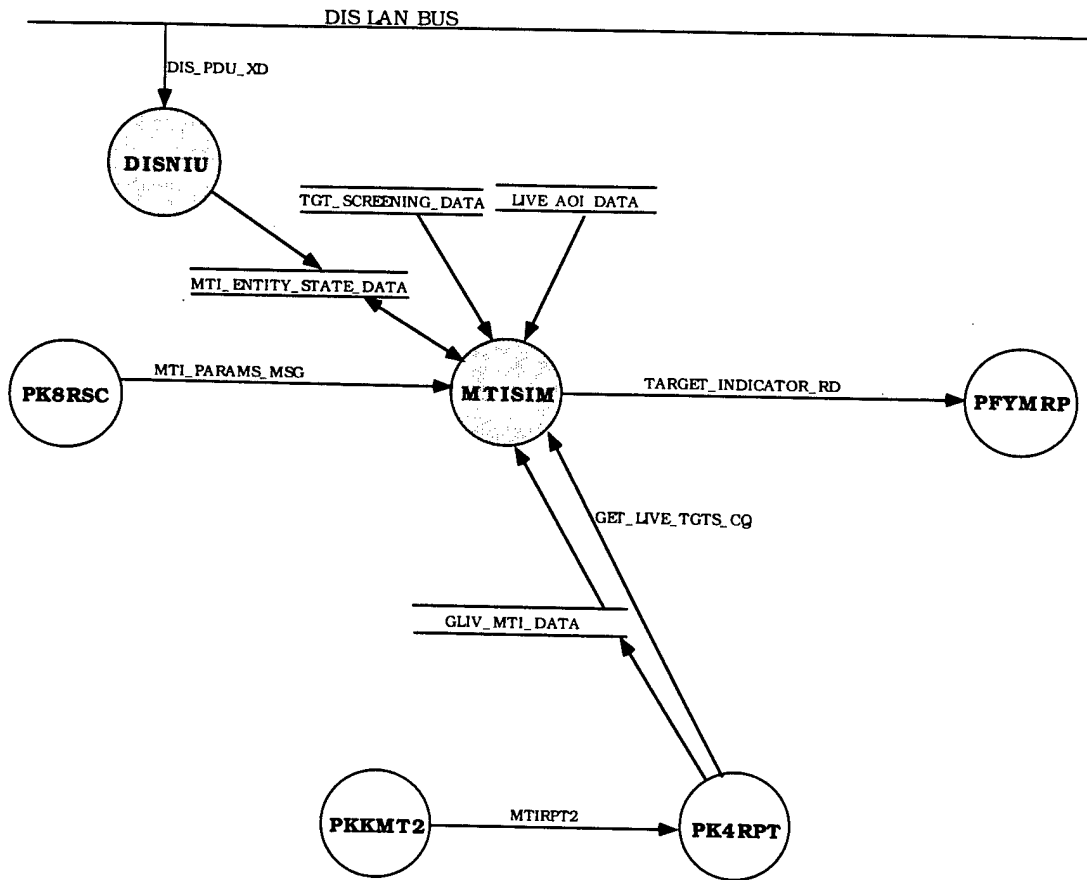 DIS LAN BUS
DIS_PDU_XD
DISNIU
TGT_SCREENING_DATA
LIVE AOI DATA
MTI_ENTITY_STATE_DATA
PK8RSC
MTI_PARAMS_MSG
MTISIM
TARGET_INDICATOR_RD
PFYMRP
GET_LIVE_TGTS_CQ
GLIV_MTI_DATA
PKKMT2
MTIRPT2
PK4RPT